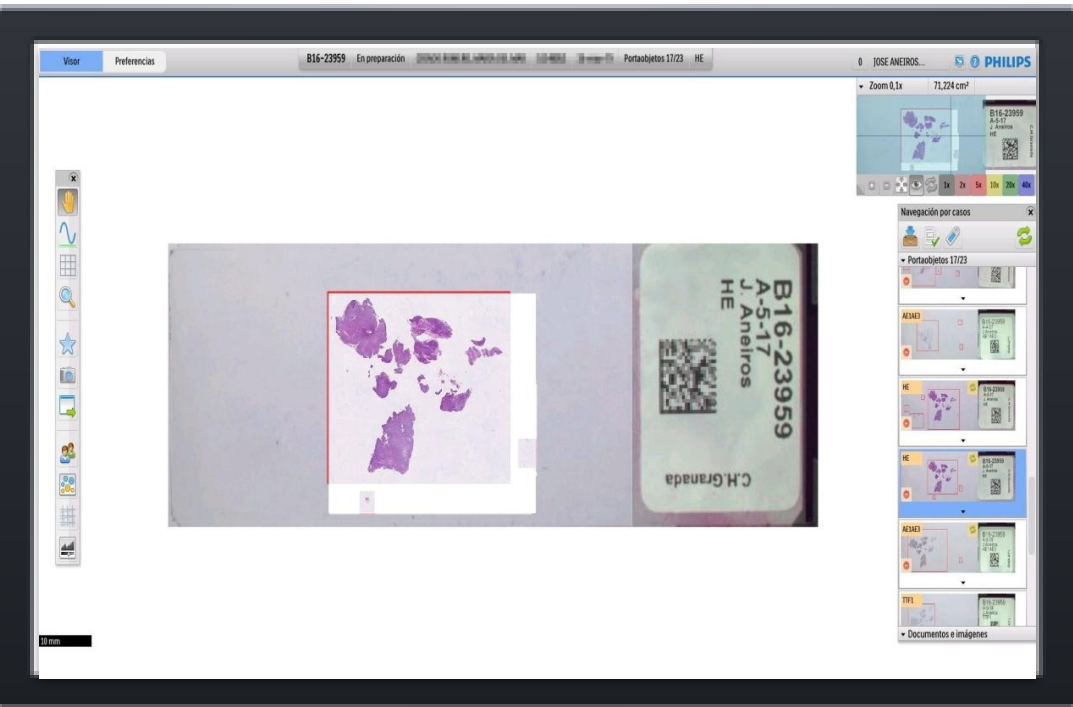 Visor
Preferencias
B16-23959 En preparación
Portaobjetos 17/23 HE
0 JOSE ANEIROS...
PHILIPS
Zoom 0,1x 71,224 cm²
B16-23959
A-5-17
J. Aneiros
HE
1x 2x 5x 10x 20x 40x
Navegación por casos
Portaobjetos 17/23
AE1AE3
HE
HE
AE1AE3
TTF1
Documentos e imágenes
B16-23959
A-5-17
J. Aneiros
HE
C.H.Granada
10 mm